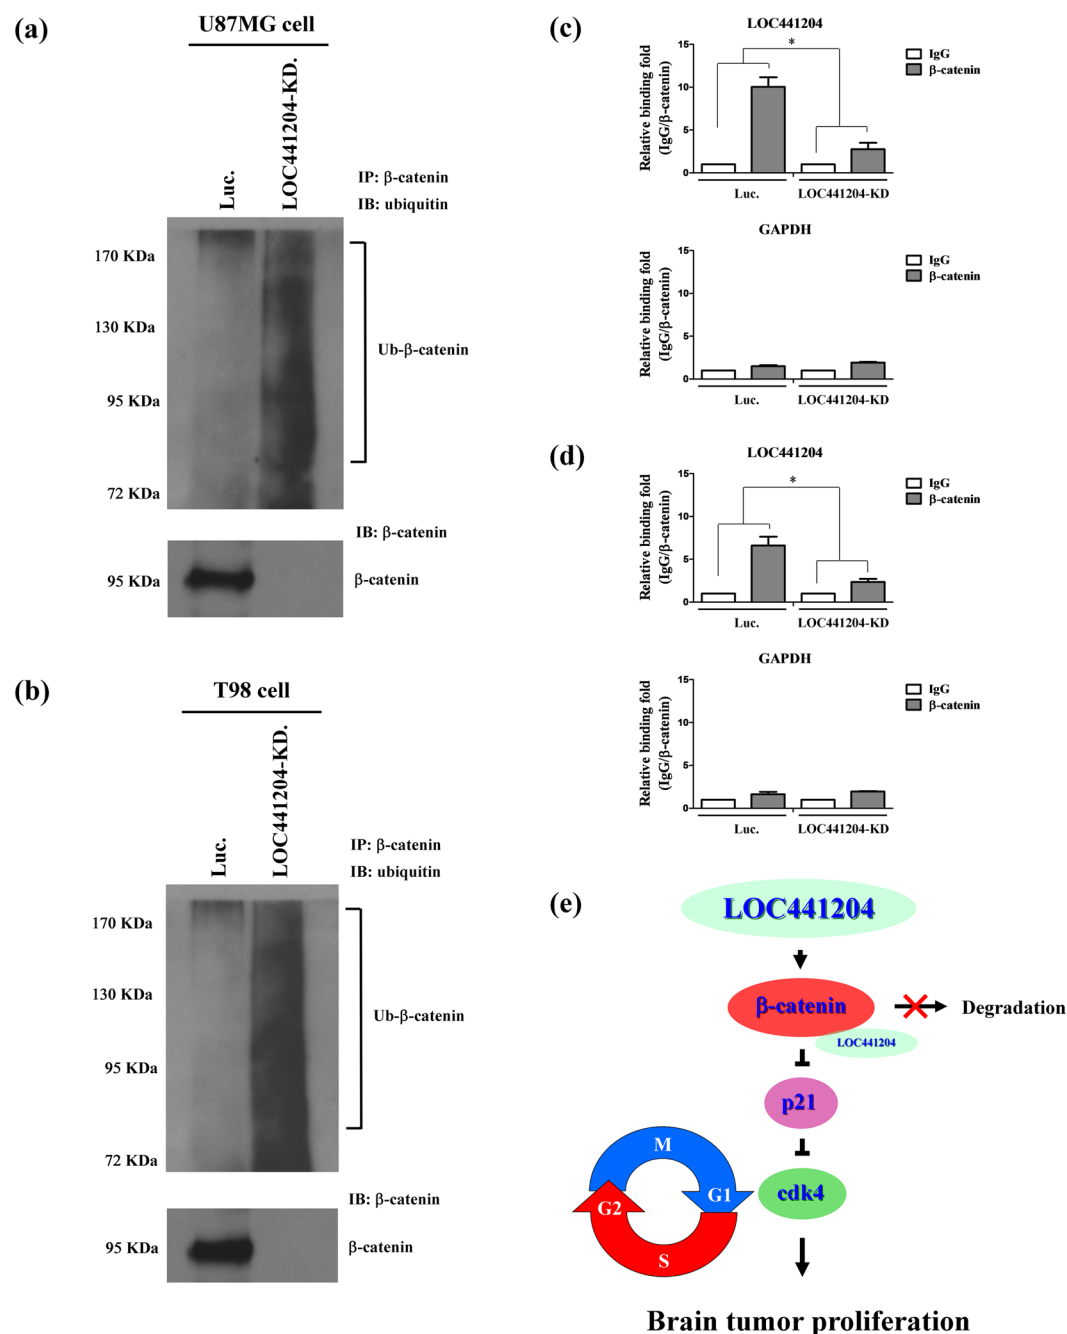 (a)
U87MG cell
Luc.
LOC441204-KD.
IP: β-catenin
IB: ubiquitin
170 KDa
130 KDa
95 KDa
72 KDa
Ub-β-catenin
IB: β-catenin
95 KDa
β-catenin
(b)
T98 cell
Luc.
LOC441204-KD.
IP: β-catenin
IB: ubiquitin
170 KDa
130 KDa
95 KDa
72 KDa
Ub-β-catenin
IB: β-catenin
95 KDa
β-catenin
(c)
LOC441204
Relative binding fold
(IgG/β-catenin)
15
10
5
0
*
IgG
β-catenin
Luc.
LOC441204-KD
GAPDH
Relative binding fold
(IgG/β-catenin)
15
10
5
0
IgG
β-catenin
Luc.
LOC441204-KD
(d)
LOC441204
Relative binding fold
(IgG/β-catenin)
15
10
5
0
*
IgG
β-catenin
Luc.
LOC441204-KD
GAPDH
Relative binding fold
(IgG/β-catenin)
15
10
5
0
IgG
β-catenin
Luc.
LOC441204-KD
(e)
LOC441204
β-catenin
Degradation
LOC441204
p21
M
G1
G2
S
cdk4
Brain tumor proliferation